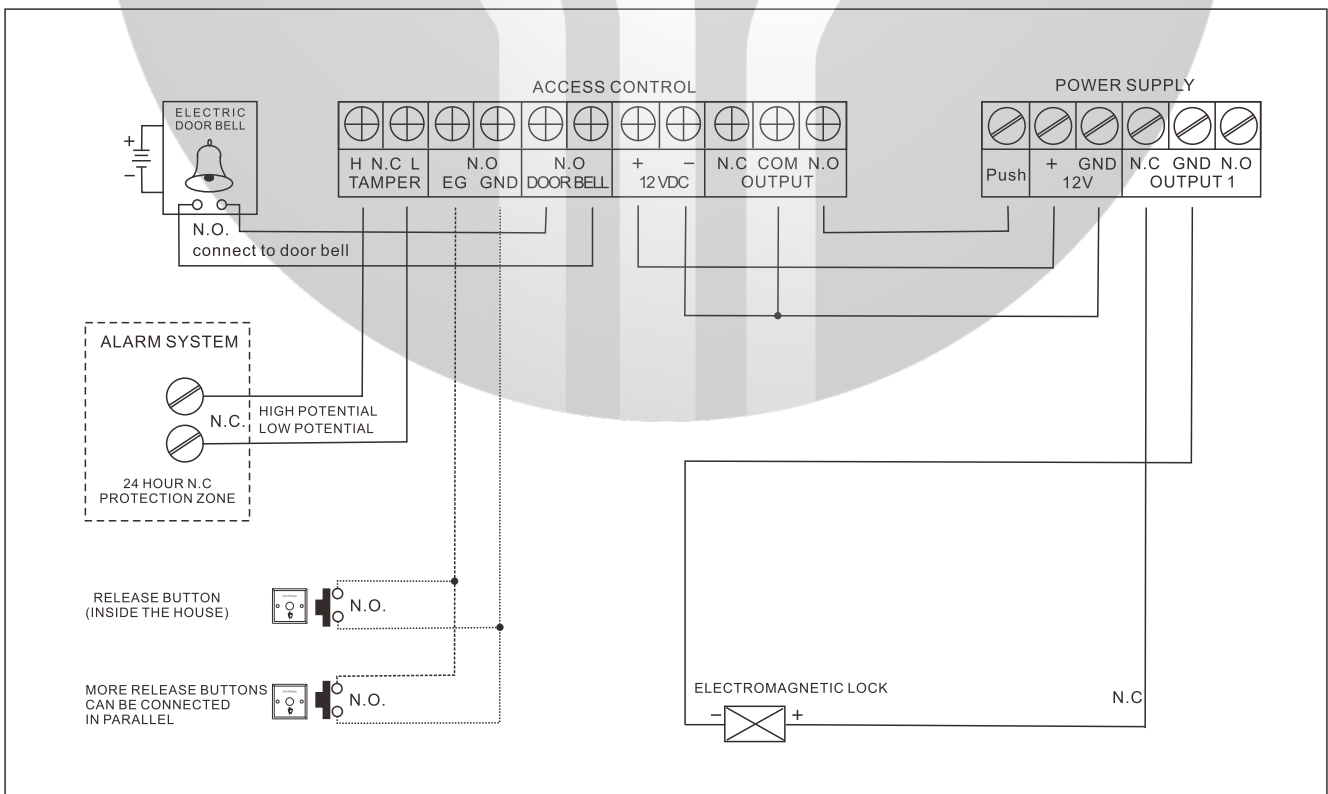 ACCESS CONTROL
POWER SUPPLY
ELECTRIC
DOOR BELL
+
−
H N.C L
TAMPER
N.O
EG GND
N.O
DOOR BELL
+ −
12 VDC
N.C COM N.O
OUTPUT
Push
+ GND
12V
N.C GND N.O
OUTPUT 1
N.O.
connect to door bell
ALARM SYSTEM
N.C.
HIGH POTENTIAL
LOW POTENTIAL
24 HOUR N.C
PROTECTION ZONE
RELEASE BUTTON
(INSIDE THE HOUSE)
N.O.
MORE RELEASE BUTTONS
CAN BE CONNECTED
IN PARALLEL
N.O.
ELECTROMAGNETIC LOCK
− +
N.C